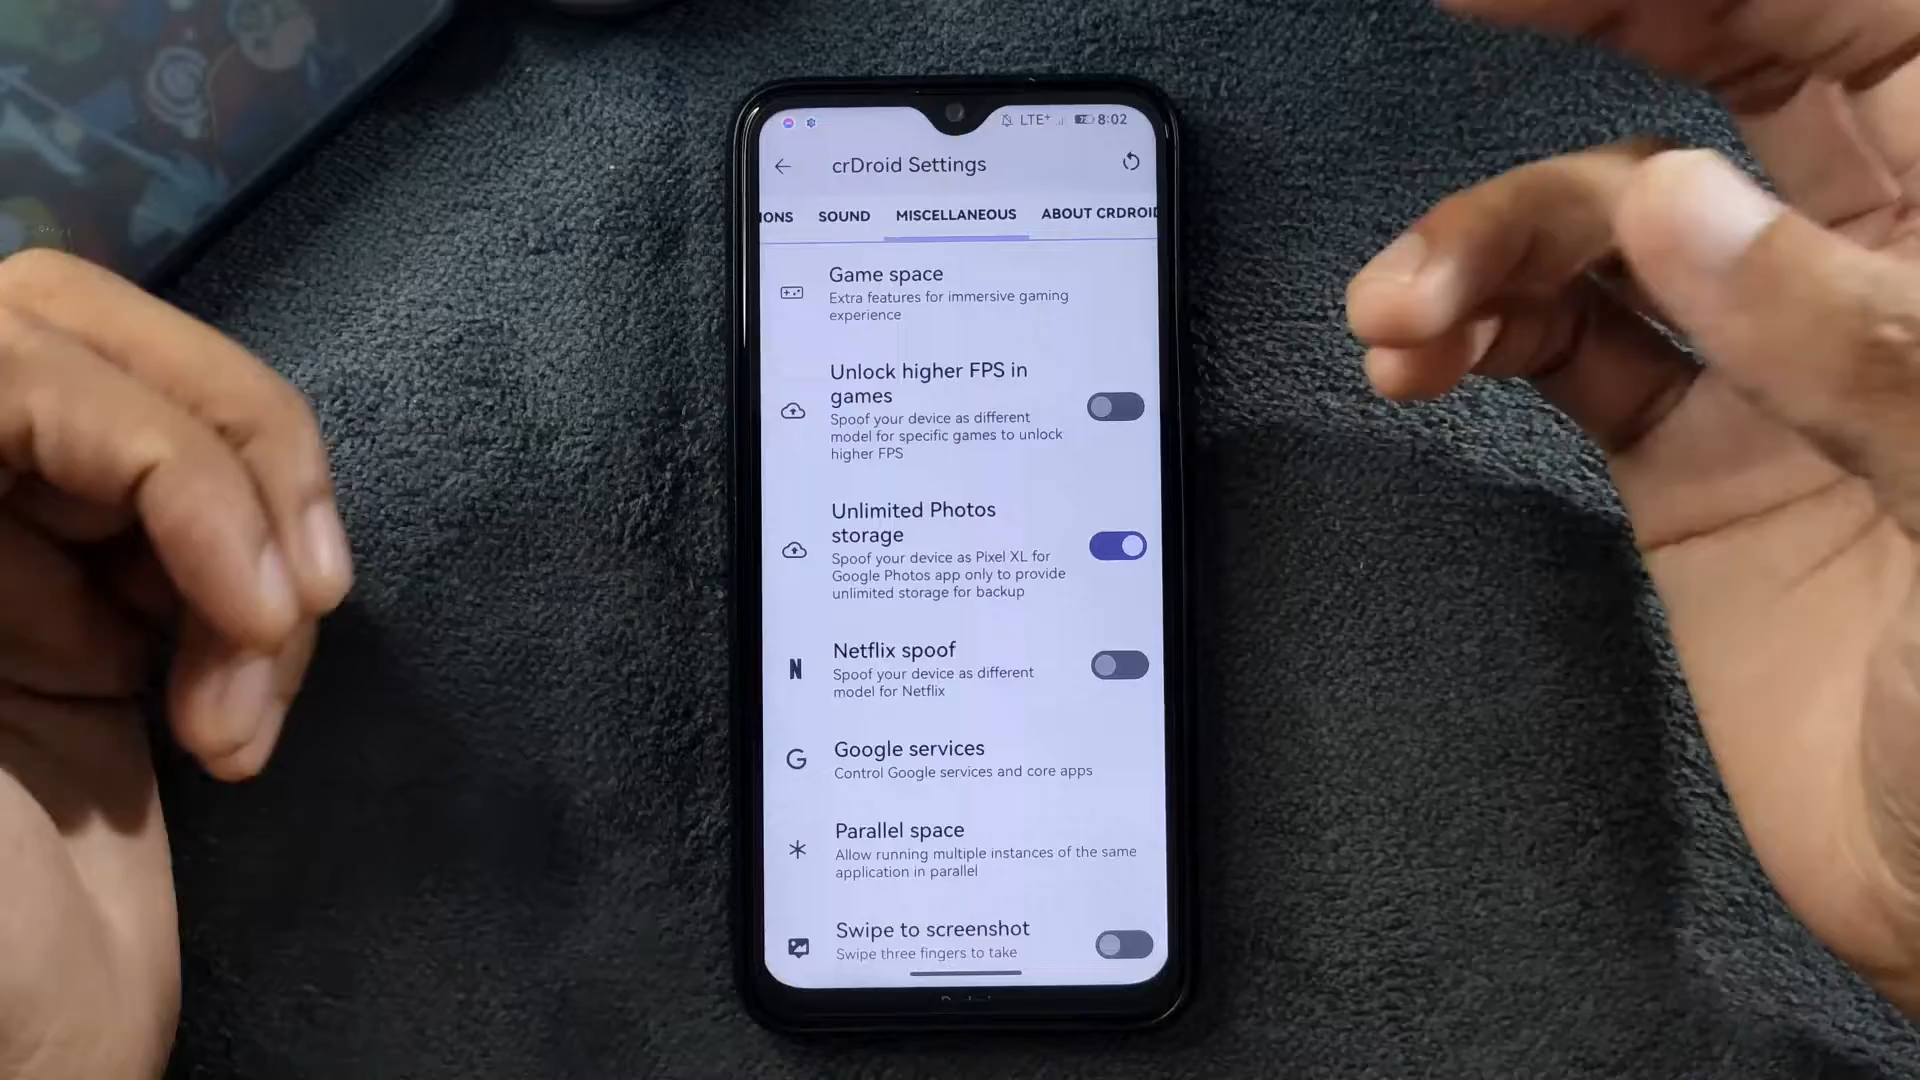 LTE+ 8:02
crDroid Settings
IONS SOUND MISCELLANEOUS ABOUT CRDROID
Game space
Extra features for immersive gaming
experience
Unlock higher FPS in
games
Spoof your device as different
model for specific games to unlock
higher FPS
Unlimited Photos
storage
Spoof your device as Pixel XL for
Google Photos app only to provide
unlimited storage for backup
Netflix spoof
Spoof your device as different
model for Netflix
Google services
Control Google services and core apps
Parallel space
Allow running multiple instances of the same
application in parallel
Swipe to screenshot
Swipe three fingers to take